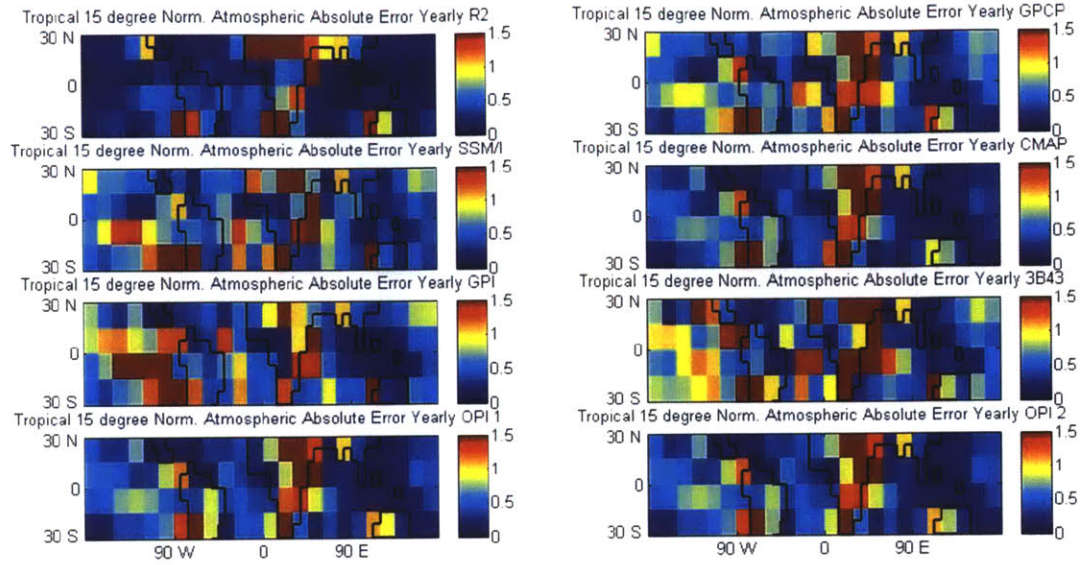 Tropical 15 degree Norm. Atmospheric Absolute Error Yearly R2
30 N
0
30 S
1.5
1
0.5
0
Tropical 15 degree Norm. Atmospheric Absolute Error Yearly GPCP
30 N
0
30 S
1.5
1
0.5
0
Tropical 15 degree Norm. Atmospheric Absolute Error Yearly SSM/I
30 N
0
30 S
1.5
1
0.5
0
Tropical 15 degree Norm. Atmospheric Absolute Error Yearly CMAP
30 N
0
30 S
1.5
1
0.5
0
Tropical 15 degree Norm. Atmospheric Absolute Error Yearly GPI
30 N
0
30 S
1.5
1
0.5
0
Tropical 15 degree Norm. Atmospheric Absolute Error Yearly 3B43
30 N
0
30 S
1.5
1
0.5
0
Tropical 15 degree Norm. Atmospheric Absolute Error Yearly OPI 1
30 N
0
30 S
1.5
1
0.5
0
90 W
0
90 E
Tropical 15 degree Norm. Atmospheric Absolute Error Yearly OPI 2
30 N
0
30 S
1.5
1
0.5
0
90 W
0
90 E